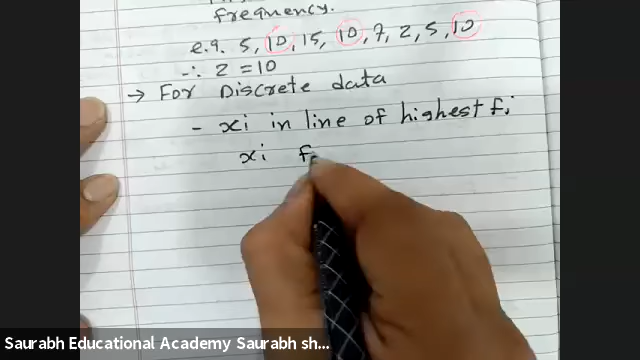 frequency.
e.g. 5, 10, 15, 10, 7, 2, 5, 10
∴ Z = 10
→ For Discrete data
- xi in line of highest fi
xi f
Saurabh Educational Academy Saurabh sh...